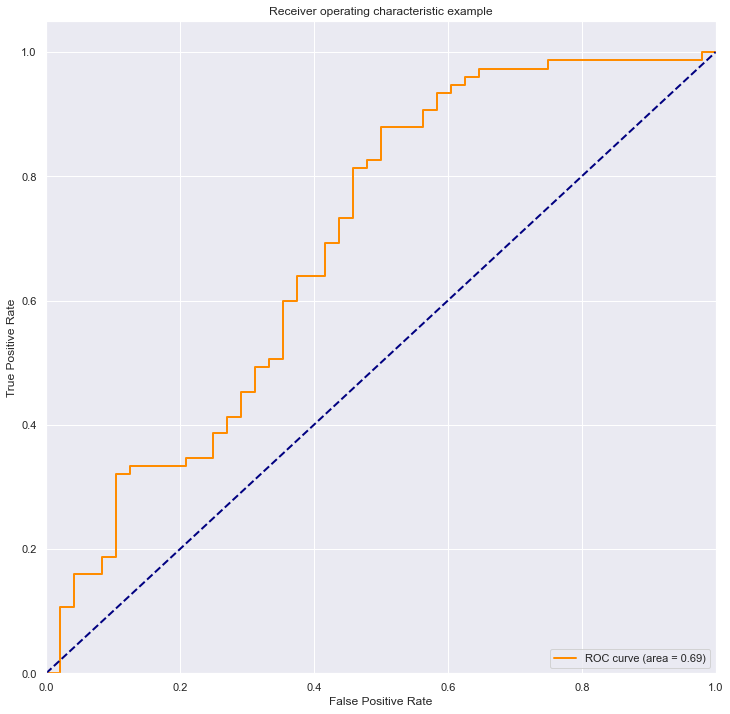 Receiver operating characteristic example
True Positive Rate
1.0
0.8
0.6
0.4
0.2
0.0
ROC curve (area = 0.69)
0.0 0.2 0.4 0.6 0.8 1.0
False Positive Rate